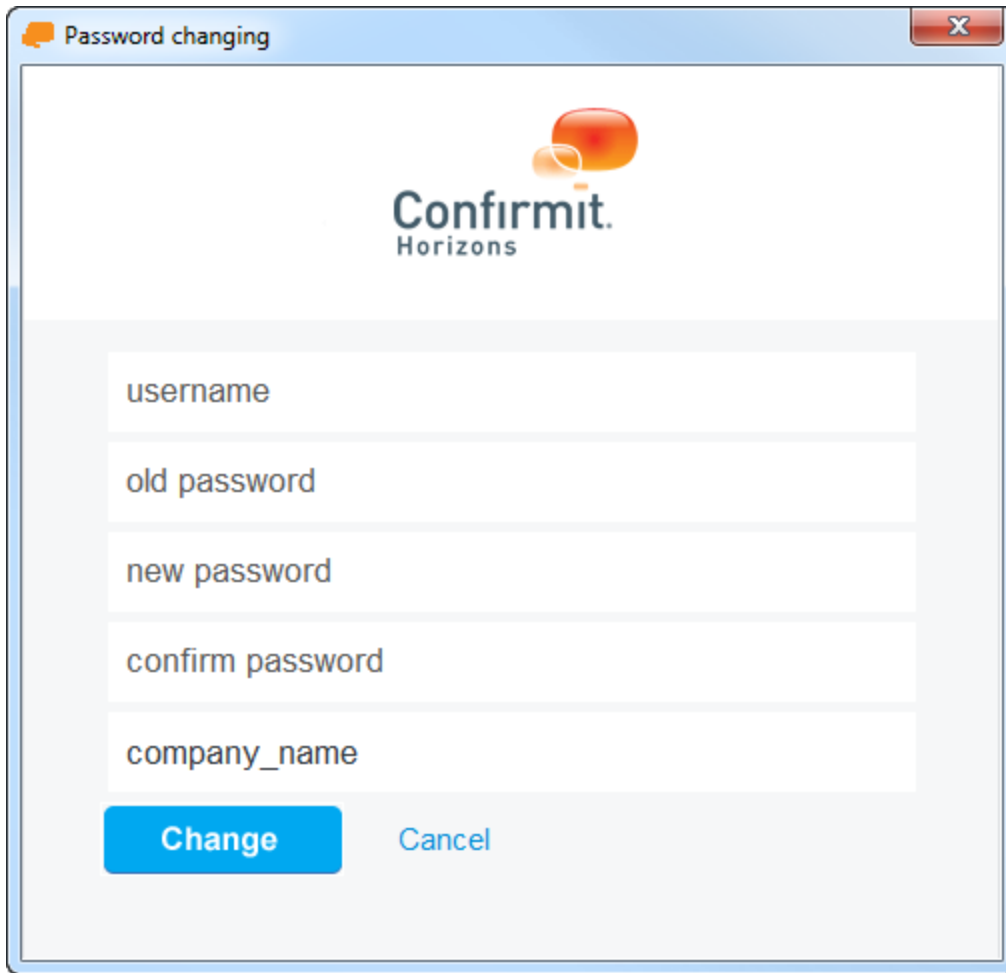 Password changing
Confirmit.
Horizons
username
old password
new password
confirm password
company_name
Change
Cancel